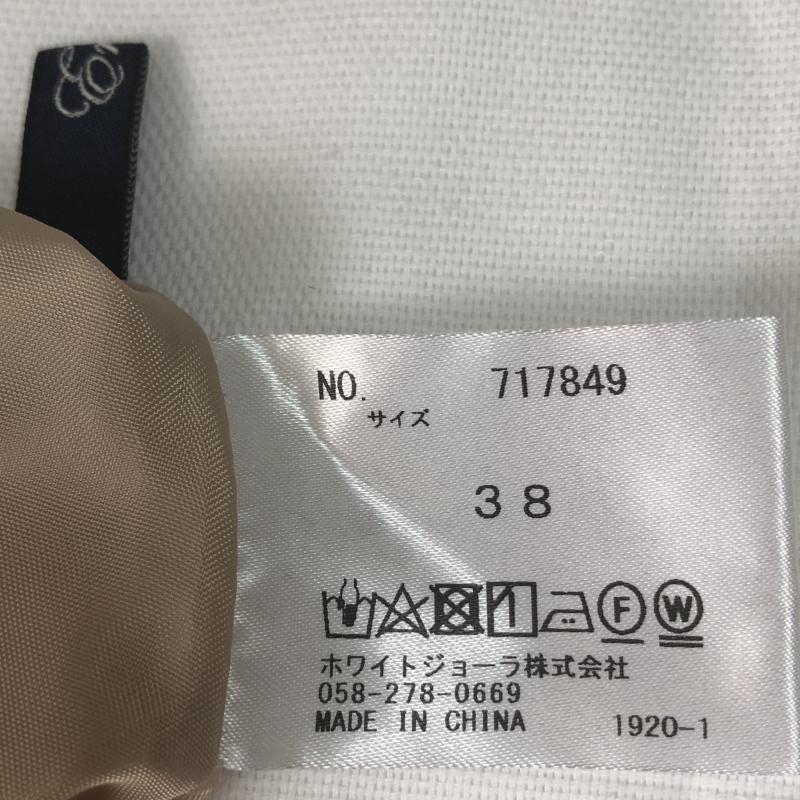 NO. 717849
サイズ
３８
F W
ホワイトジョーラ株式会社
058-278-0669
MADE IN CHINA 1920-1